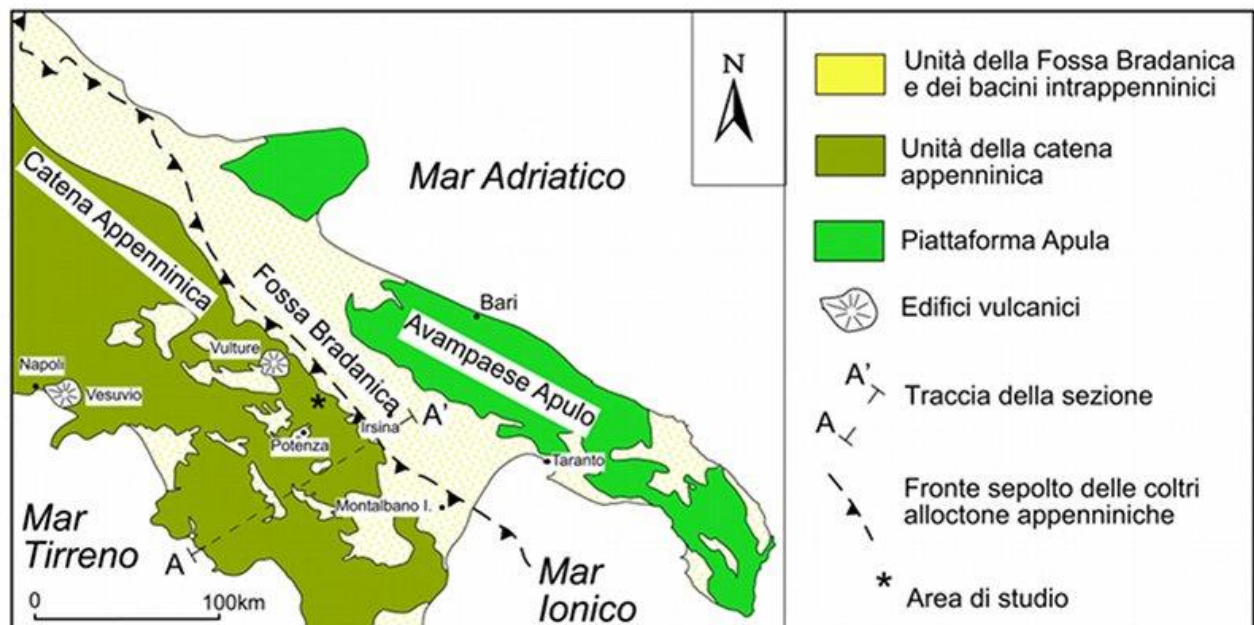 Mar Adriatico
Catena Appenninica
Fossa Bradanica
Avampaese Apulo
Bari
Vulture
Napoli
Vesuvio
Potenza
Irsina
A'
Taranto
Montalbano I.
A
Mar
Tirreno
Mar
Ionico
0
100km
N
Unità della Fossa Bradanica
e dei bacini intrappenninici
Unità della catena
appenninica
Piattaforma Apula
Edifici vulcanici
A'
A
Traccia della sezione
Fronte sepolto delle coltri
alloctone appenniniche
* Area di studio